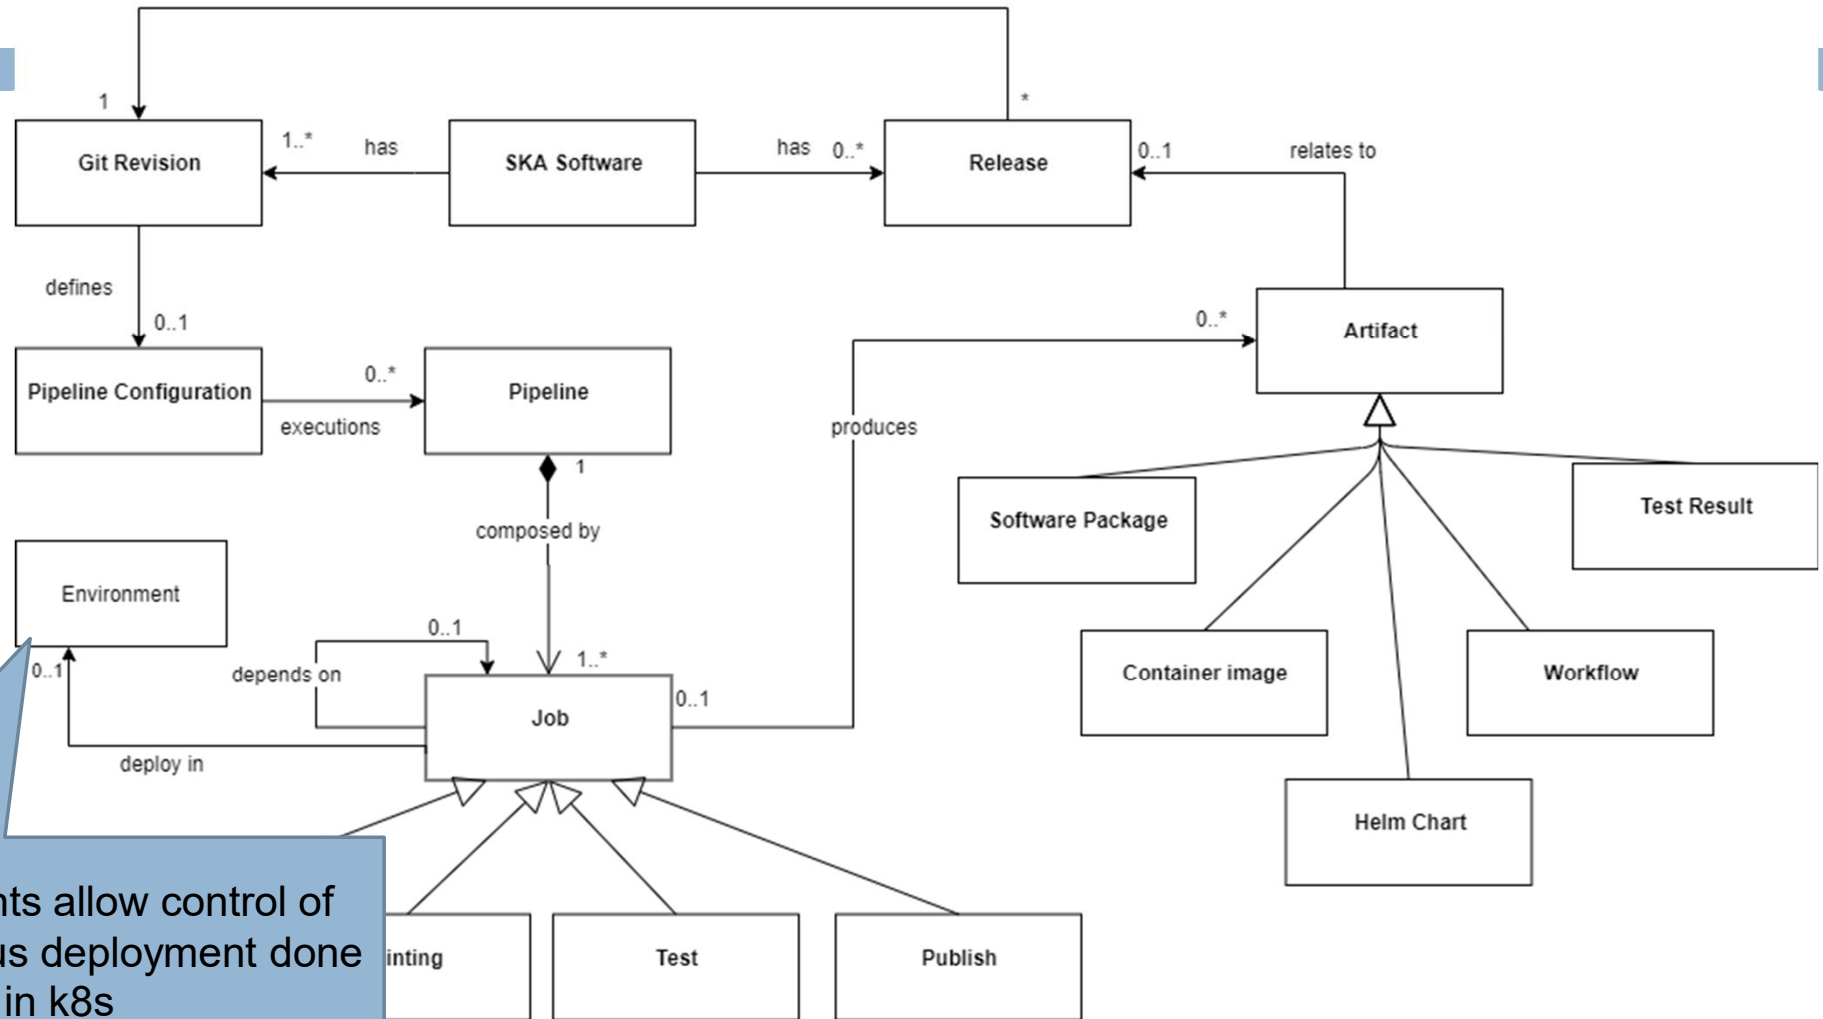 1
*
1..*
has
has
0..*
0..1
relates to
Git Revision
SKA Software
Release
defines
0..1
0..*
Artifact
Pipeline Configuration
0..*
executions
Pipeline
produces
1
composed by
Software Package
Test Result
Environment
0..1
depends on
1..*
0..1
0..1
Job
Container image
Workflow
deploy in
Helm Chart
nts allow control of
us deployment done
in k8s
inting
Test
Publish